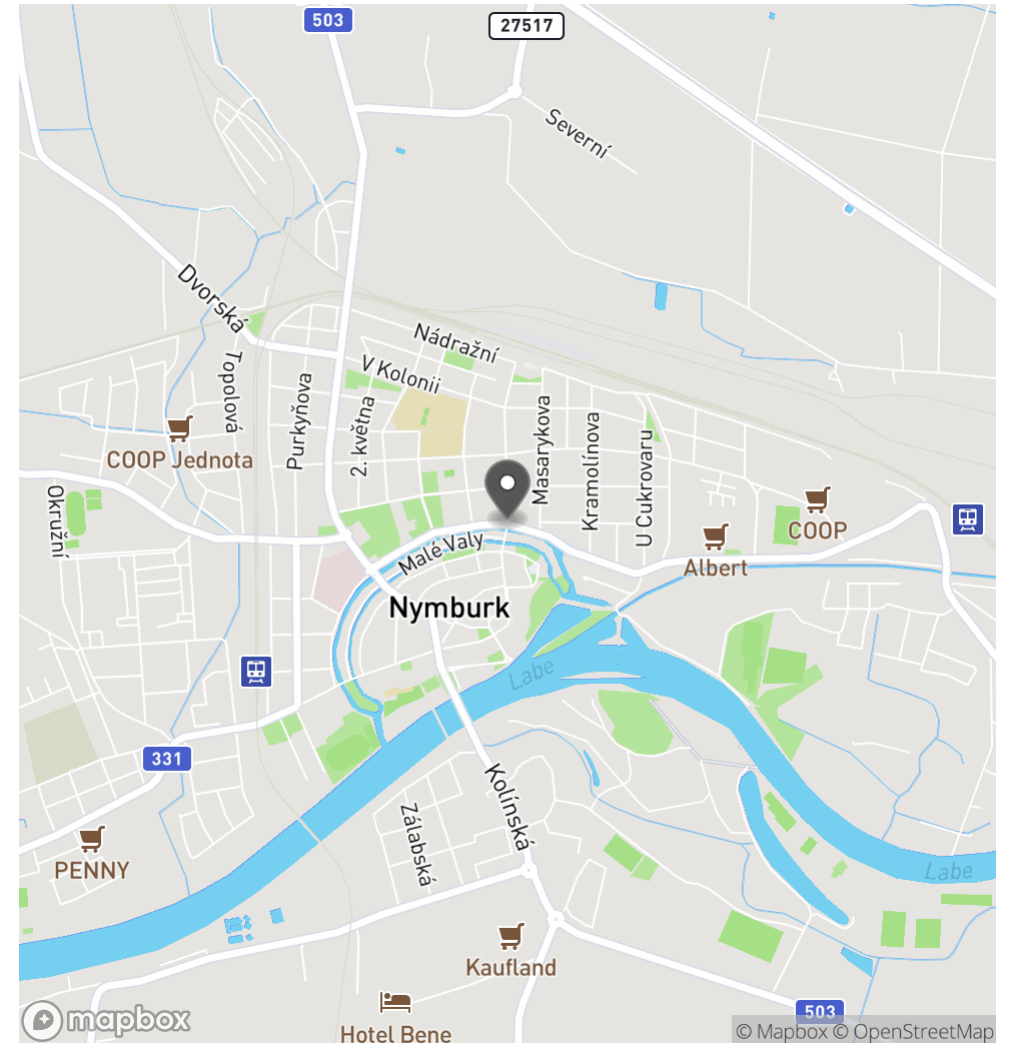 503
27517
Severní
Dvorská
Nádražní
V Kolonii
Topolová
Purkyňova
2. května
Masarykova
Kramolínova
U Cukrovaru
COOP Jednota
Okružní
COOP
Albert
Malé Valy
Nymburk
Labe
331
Kolínská
Zálabská
PENNY
Labe
Kaufland
Hotel Bene
503
mapbox
© Mapbox © OpenStreetMap